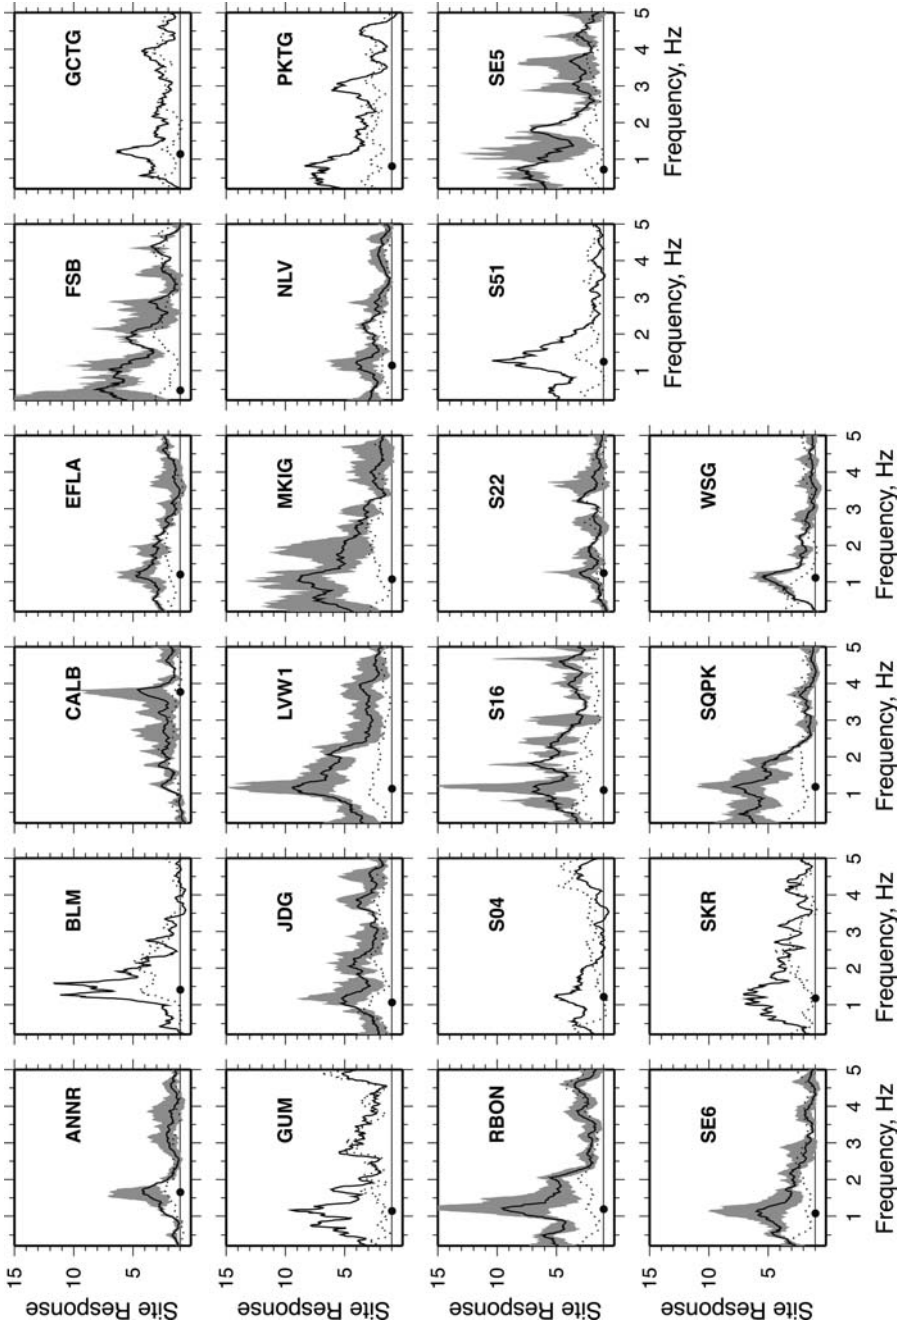 15
10
5
Site Response
ANNR
BLM
CALB
EFLA
FSB
GCTG
15
10
5
Site Response
GUM
JDG
LVW1
MKIG
NLV
PKTG
15
10
5
Site Response
RBON
S04
S16
S22
S51
SE5
1 2 3 4 5
Frequency, Hz
1 2 3 4 5
Frequency, Hz
15
10
5
Site Response
SE6
SKR
SQPK
WSG
1 2 3 4 5
Frequency, Hz
1 2 3 4 5
Frequency, Hz
1 2 3 4 5
Frequency, Hz
1 2 3 4 5
Frequency, Hz